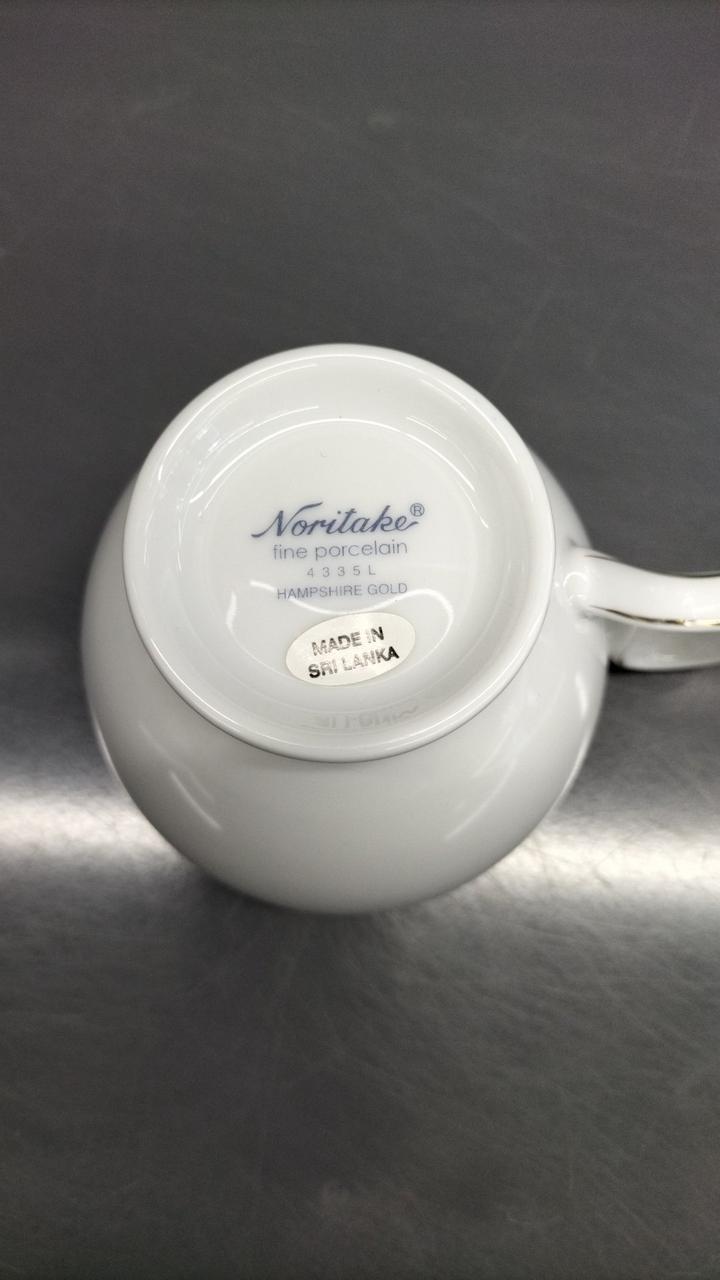 Noritake®
fine porcelain
4335L
HAMPSHIRE GOLD
MADE IN
SRI LANKA